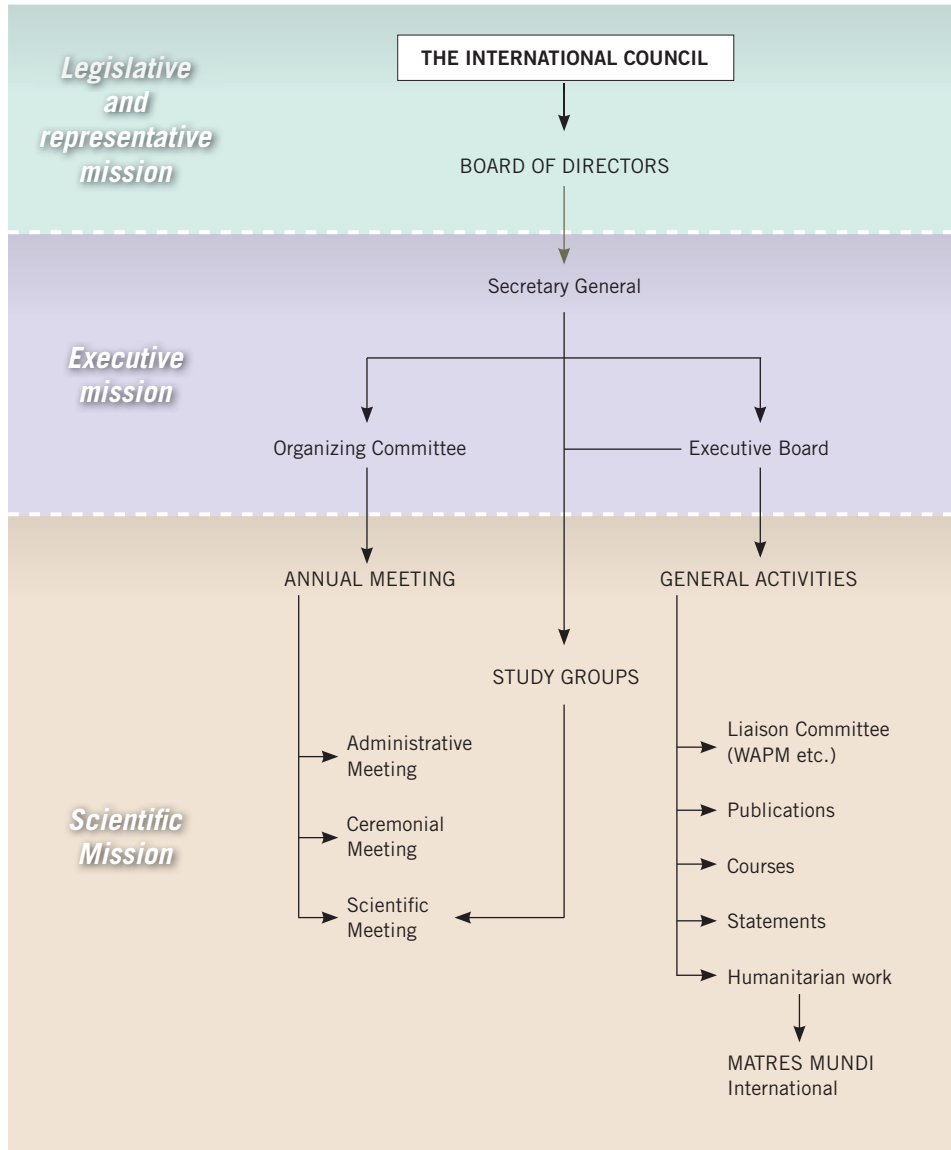 THE INTERNATIONAL COUNCIL
Legislative
and
representative
mission
BOARD OF DIRECTORS
Secretary General
Executive
mission
Organizing Committee
Executive Board
ANNUAL MEETING
GENERAL ACTIVITIES
STUDY GROUPS
Administrative
Meeting
Ceremonial
Meeting
Scientific
Meeting
Liaison Committee
(WAPM etc.)
Publications
Courses
Statements
Humanitarian work
MATRES MUNDI
International
Scientific
Mission